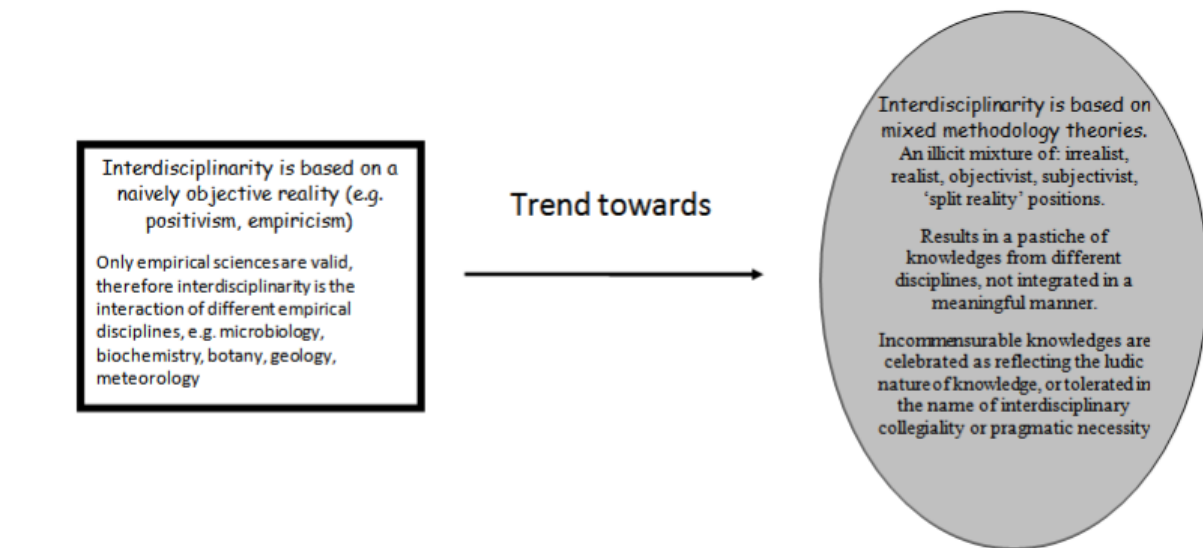 Interdisciplinarity is based on a
naively objective reality (e.g.
positivism, empiricism)
Only empirical sciences are valid,
therefore interdisciplinarity is the
interaction of different empirical
disciplines, e.g. microbiology,
biochemistry, botany, geology,
meteorology
Trend towards
Interdisciplinarity is based on
mixed methodology theories.
An illicit mixture of: irrealist,
realist, objectivist, subjectivist,
‘split reality’ positions.
Results in a pastiche of
knowledges from different
disciplines, not integrated in a
meaningful manner.
Incommensurable knowledges are
celebrated as reflecting the ludic
nature of knowledge, or tolerated in
the name of interdisciplinary
collegiality or pragmatic necessity